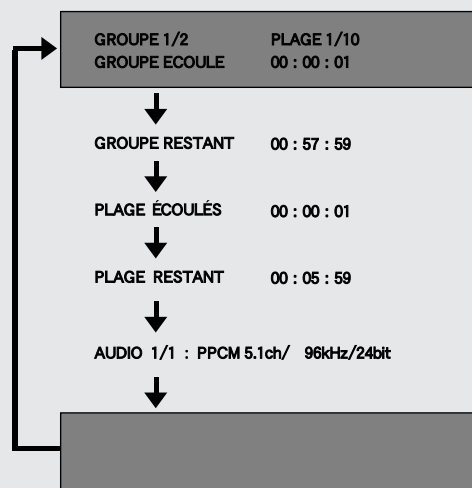 GROUPE 1/2 PLAGE 1/10
GROUPE ECOULE 00 : 00 : 01
GROUPE RESTANT 00 : 57 : 59
PLAGE ÉCOULÉS 00 : 00 : 01
PLAGE RESTANT 00 : 05 : 59
AUDIO 1/1 : PPCM 5.1ch/ 96kHz/24bit